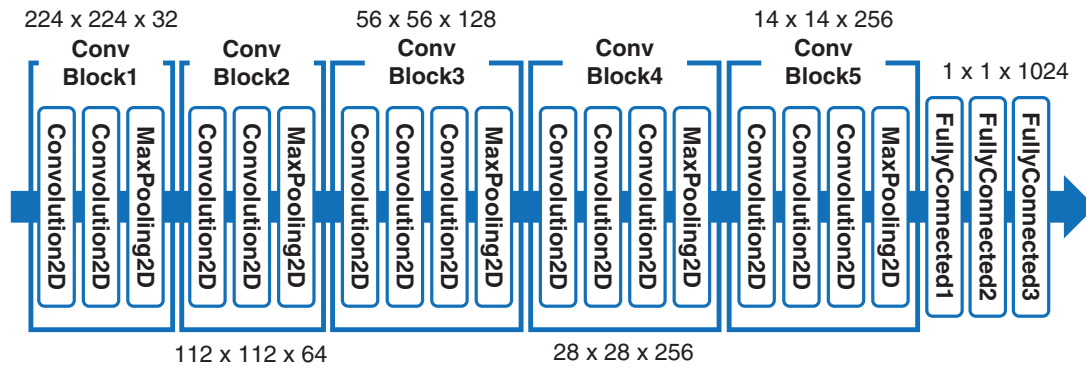 224 x 224 x 32
56 x 56 x 128
14 x 14 x 256
Conv
Block1
Conv
Block2
Conv
Block3
Conv
Block4
Conv
Block5
1 x 1 x 1024
Convolution2D
Convolution2D
MaxPooling2D
Convolution2D
Convolution2D
MaxPooling2D
Convolution2D
Convolution2D
Convolution2D
MaxPooling2D
Convolution2D
Convolution2D
Convolution2D
MaxPooling2D
Convolution2D
Convolution2D
Convolution2D
MaxPooling2D
FullyConnected1
FullyConnected2
FullyConnected3
112 x 112 x 64
28 x 28 x 256